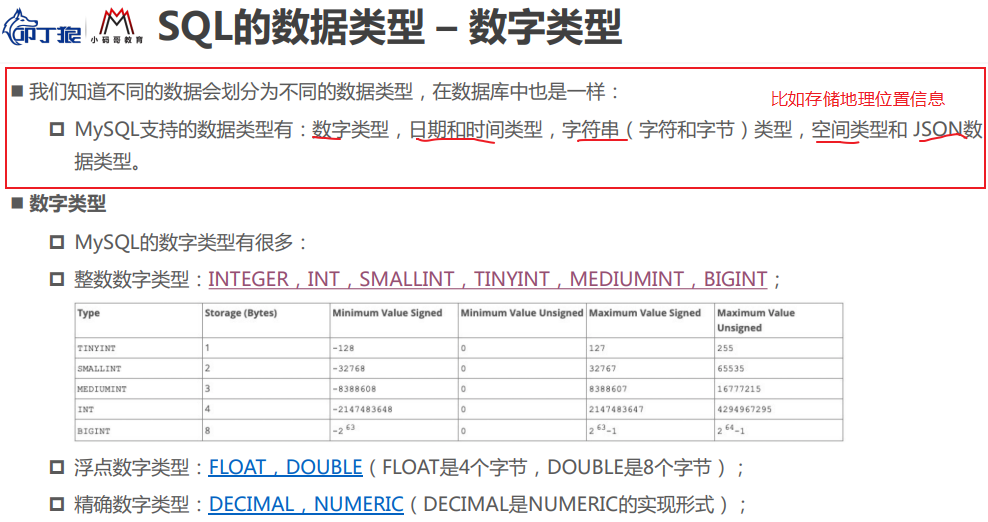 叩丁狼 小码哥教育 SQL的数据类型 – 数字类型
我们知道不同的数据会划分为不同的数据类型，在数据库中也是一样：
比如存储地理位置信息
MySQL支持的数据类型有：数字类型，日期和时间类型，字符串（字符和字节）类型，空间类型和 JSON数
据类型。
数字类型
MySQL的数字类型有很多：
整数数字类型：INTEGER，INT，SMALLINT，TINYINT，MEDIUMINT，BIGINT；
Type Storage (Bytes) Minimum Value Signed Minimum Value Unsigned Maximum Value Signed Maximum Value
Unsigned
TINYINT 1 -128 0 127 255
SMALLINT 2 -32768 0 32767 65535
MEDIUMINT 3 -8388608 0 8388607 16777215
INT 4 -2147483648 0 2147483647 4294967295
BIGINT 8 -2⁶³ 0 2⁶³-1 2⁶⁴-1
浮点数字类型：FLOAT，DOUBLE（FLOAT是4个字节，DOUBLE是8个字节）；
精确数字类型：DECIMAL，NUMERIC（DECIMAL是NUMERIC的实现形式）；